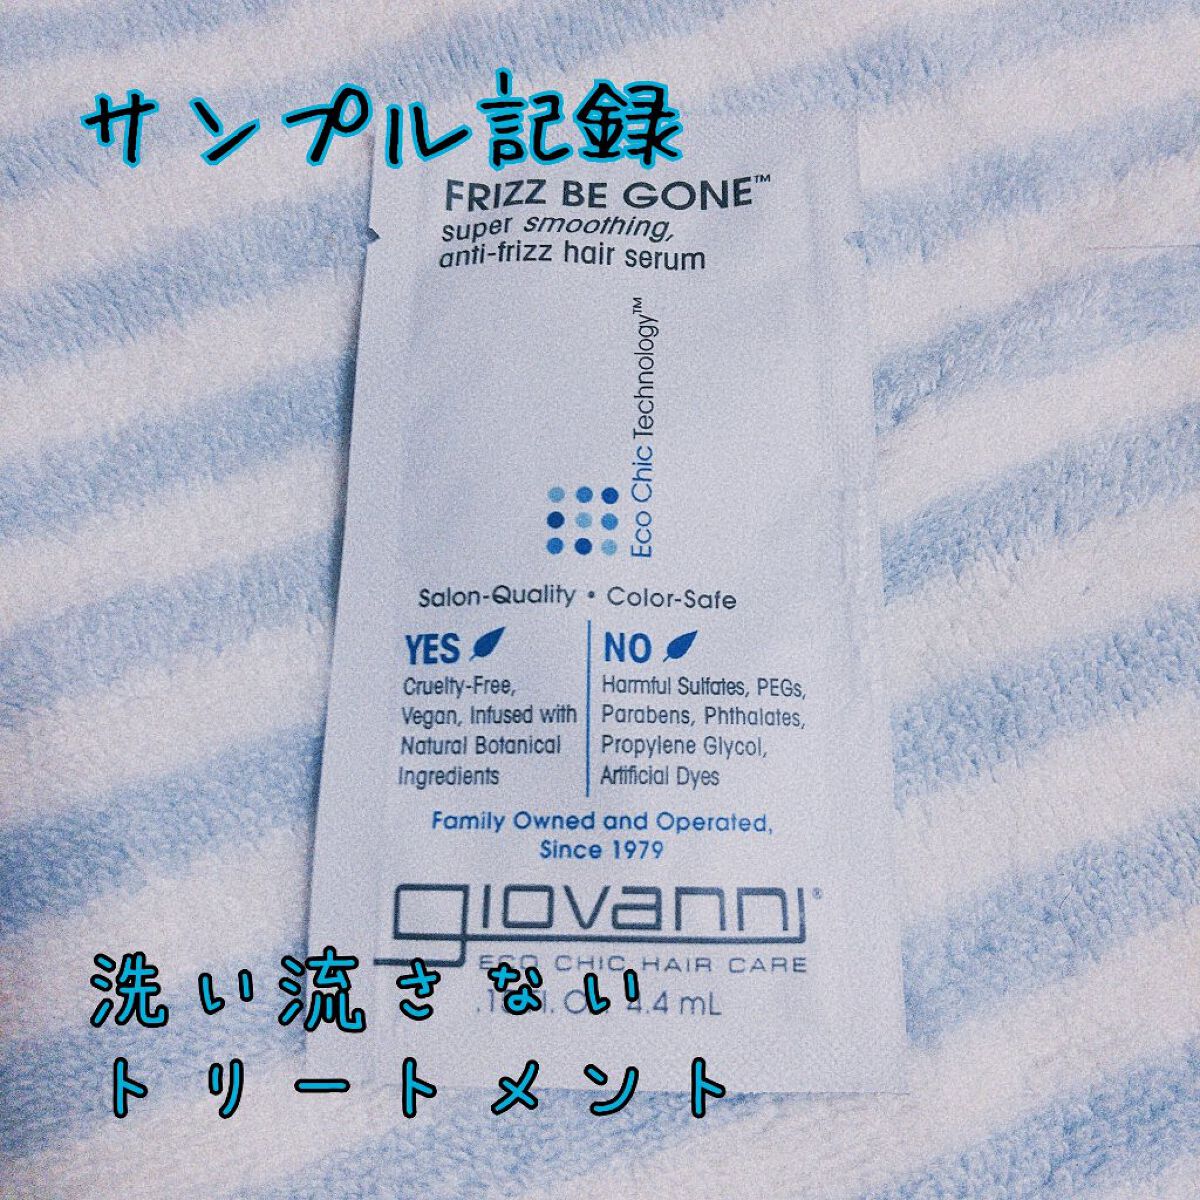 サンプル記録
FRIZZ BE GONE™
super smoothing,
anti-frizz hair serum
Eco Chic Technology™
Salon-Quality • Color-Safe
YES
Cruelty-Free,
Vegan, Infused with
Natural Botanical
Ingredients
NO
Harmful Sulfates, PEGs,
Parabens, Phthalates,
Propylene Glycol,
Artificial Dyes
Family Owned and Operated,
Since 1979
giovanni®
ECO CHIC HAIR CARE
4.4 mL
洗い流さない
トリートメント